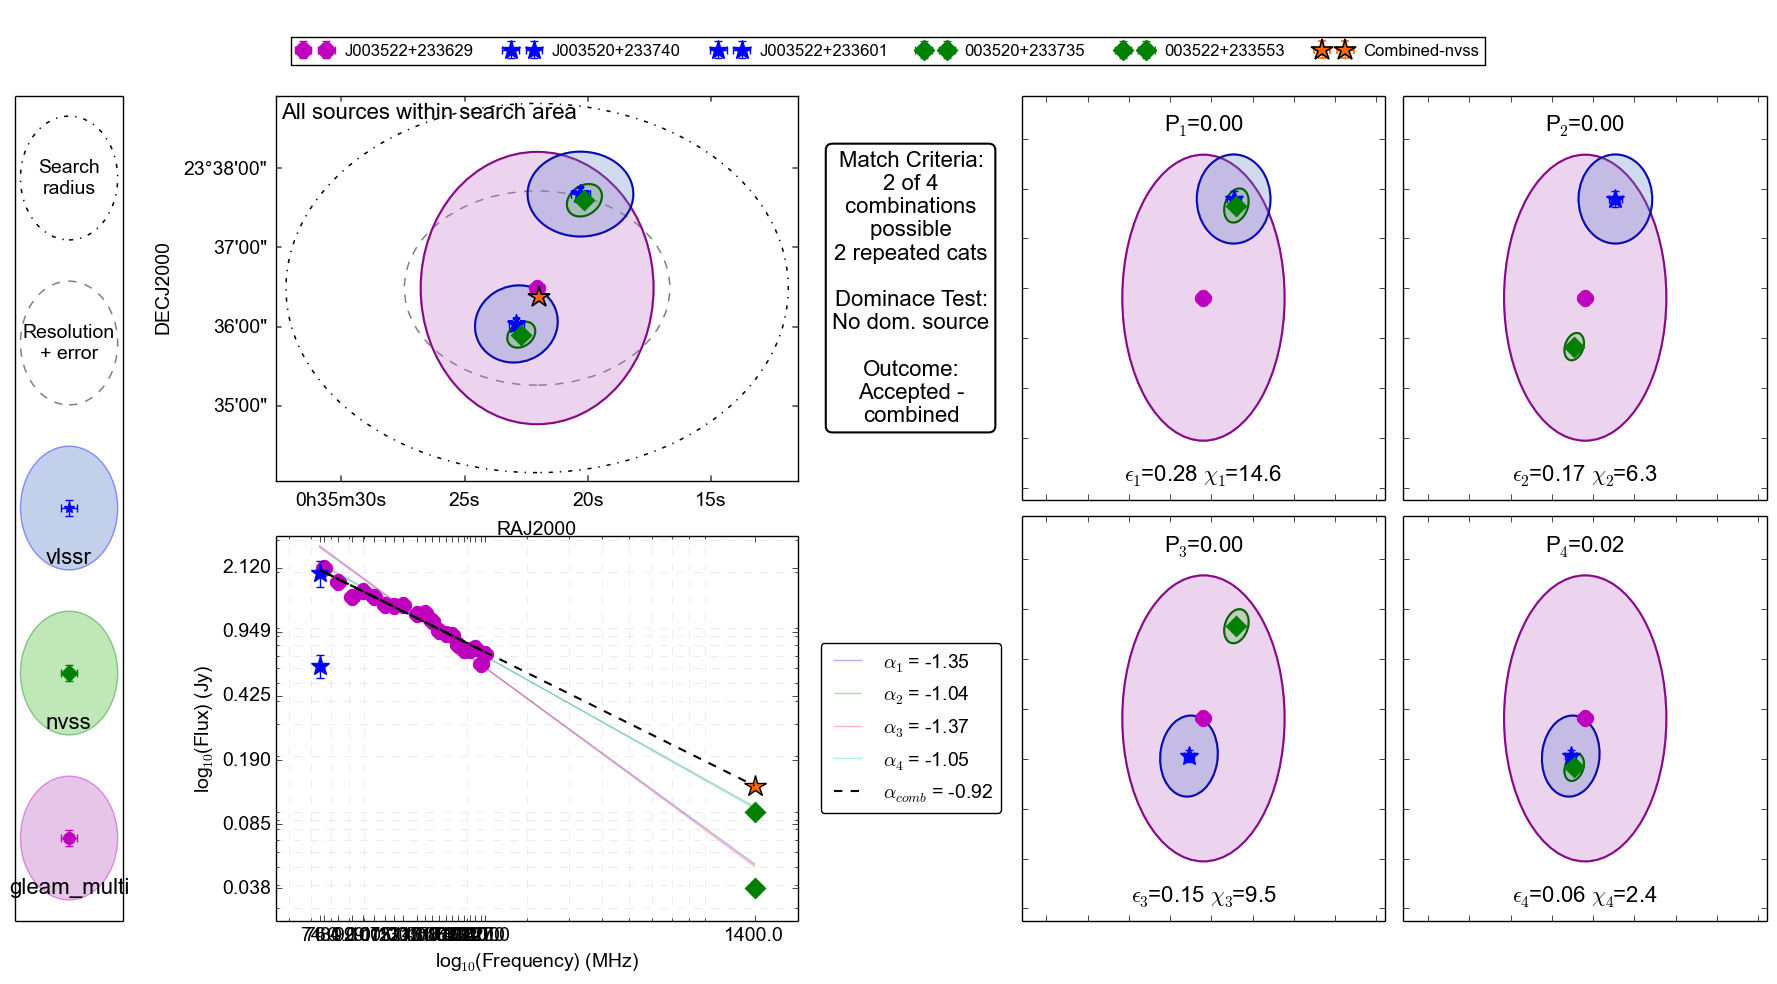 J003522+233629 J003520+233740 J003522+233601 003520+233735 003522+233553 Combined-nvss
Search
radius
Resolution
+ error
vlssr
nvss
gleam_multi
All sources within search area
DECJ2000
23°38'00"
37'00"
36'00"
35'00"
0h35m30s 25s 20s 15s
RAJ2000
Match Criteria:
2 of 4
combinations
possible
2 repeated cats
Dominace Test:
No dom. source
Outcome:
Accepted -
combined
P1=0.00
ϵ1=0.28 χ1=14.6
P2=0.00
ϵ2=0.17 χ2=6.3
P3=0.00
ϵ3=0.15 χ3=9.5
P4=0.02
ϵ4=0.06 χ4=2.4
log10(Flux) (Jy)
2.120
0.949
0.425
0.190
0.085
0.038
1400.0
log10(Frequency) (MHz)
α1 = -1.35
α2 = -1.04
α3 = -1.37
α4 = -1.05
αcomb = -0.92